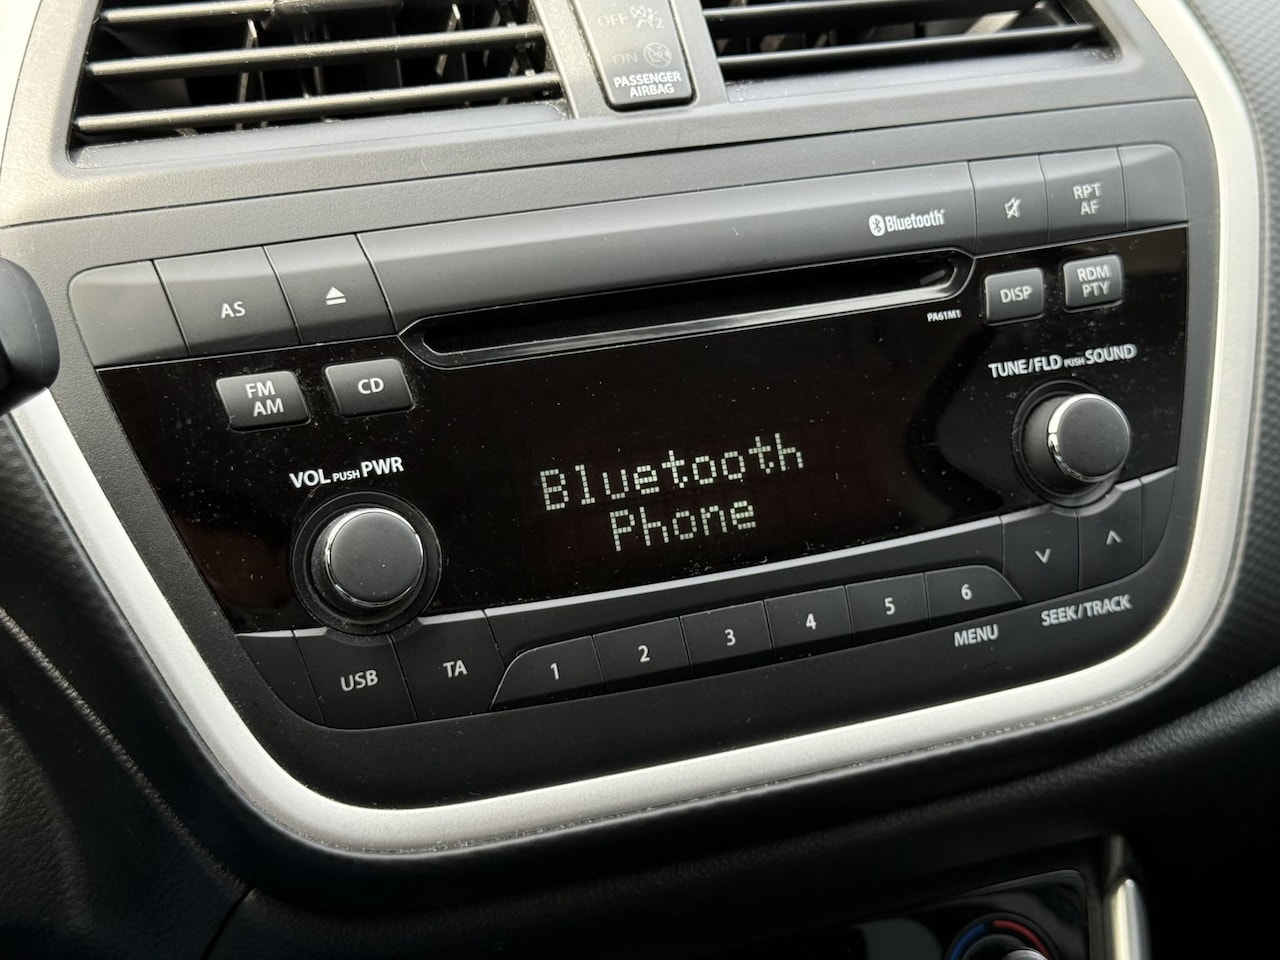 OFF 2
ON
PASSENGER
AIRBAG
Bluetooth
RPT
AF
AS
DISP
RDM
PTY
PA61M1
FM
AM
CD
TUNE/FLD PUSH SOUND
VOL PUSH PWR
Bluetooth
Phone
USB
TA
1
2
3
4
5
6
MENU
SEEK/TRACK